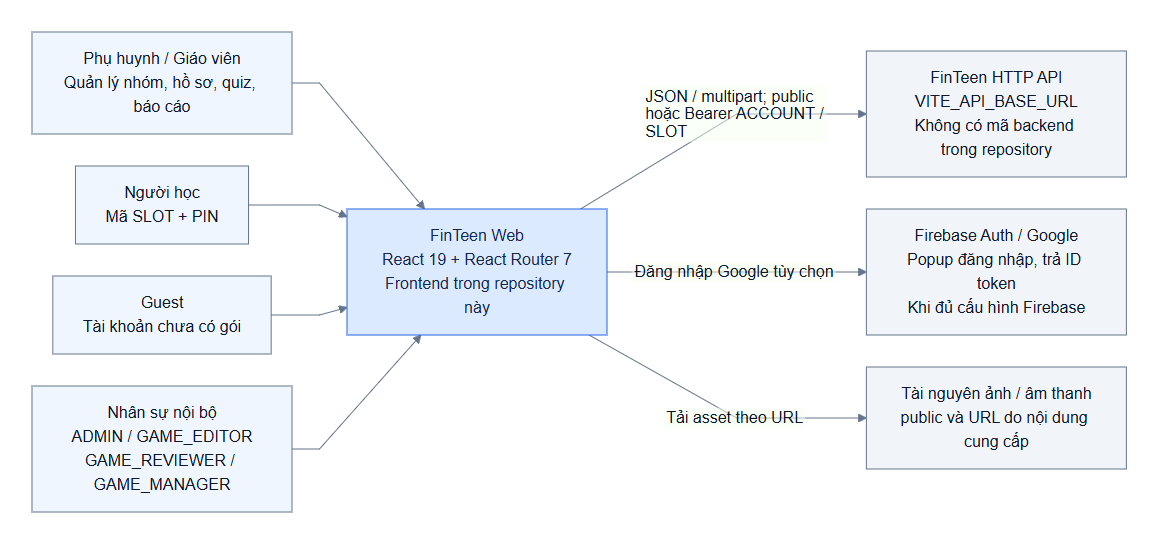 Phụ huynh / Giáo viên
Quản lý nhóm, hồ sơ, quiz,
báo cáo
Người học
Mã SLOT + PIN
Guest
Tài khoản chưa có gói
Nhân sự nội bộ
ADMIN / GAME_EDITOR
GAME_REVIEWER /
GAME_MANAGER
FinTeen Web
React 19 + React Router 7
Frontend trong repository
này
JSON / multipart; public
hoặc Bearer ACCOUNT /
SLOT
Đăng nhập Google tùy chọn
Tải asset theo URL
FinTeen HTTP API
VITE_API_BASE_URL
Không có mã backend
trong repository
Firebase Auth / Google
Popup đăng nhập, trả ID
token
Khi đủ cấu hình Firebase
Tài nguyên ảnh / âm thanh
public và URL do nội dung
cung cấp